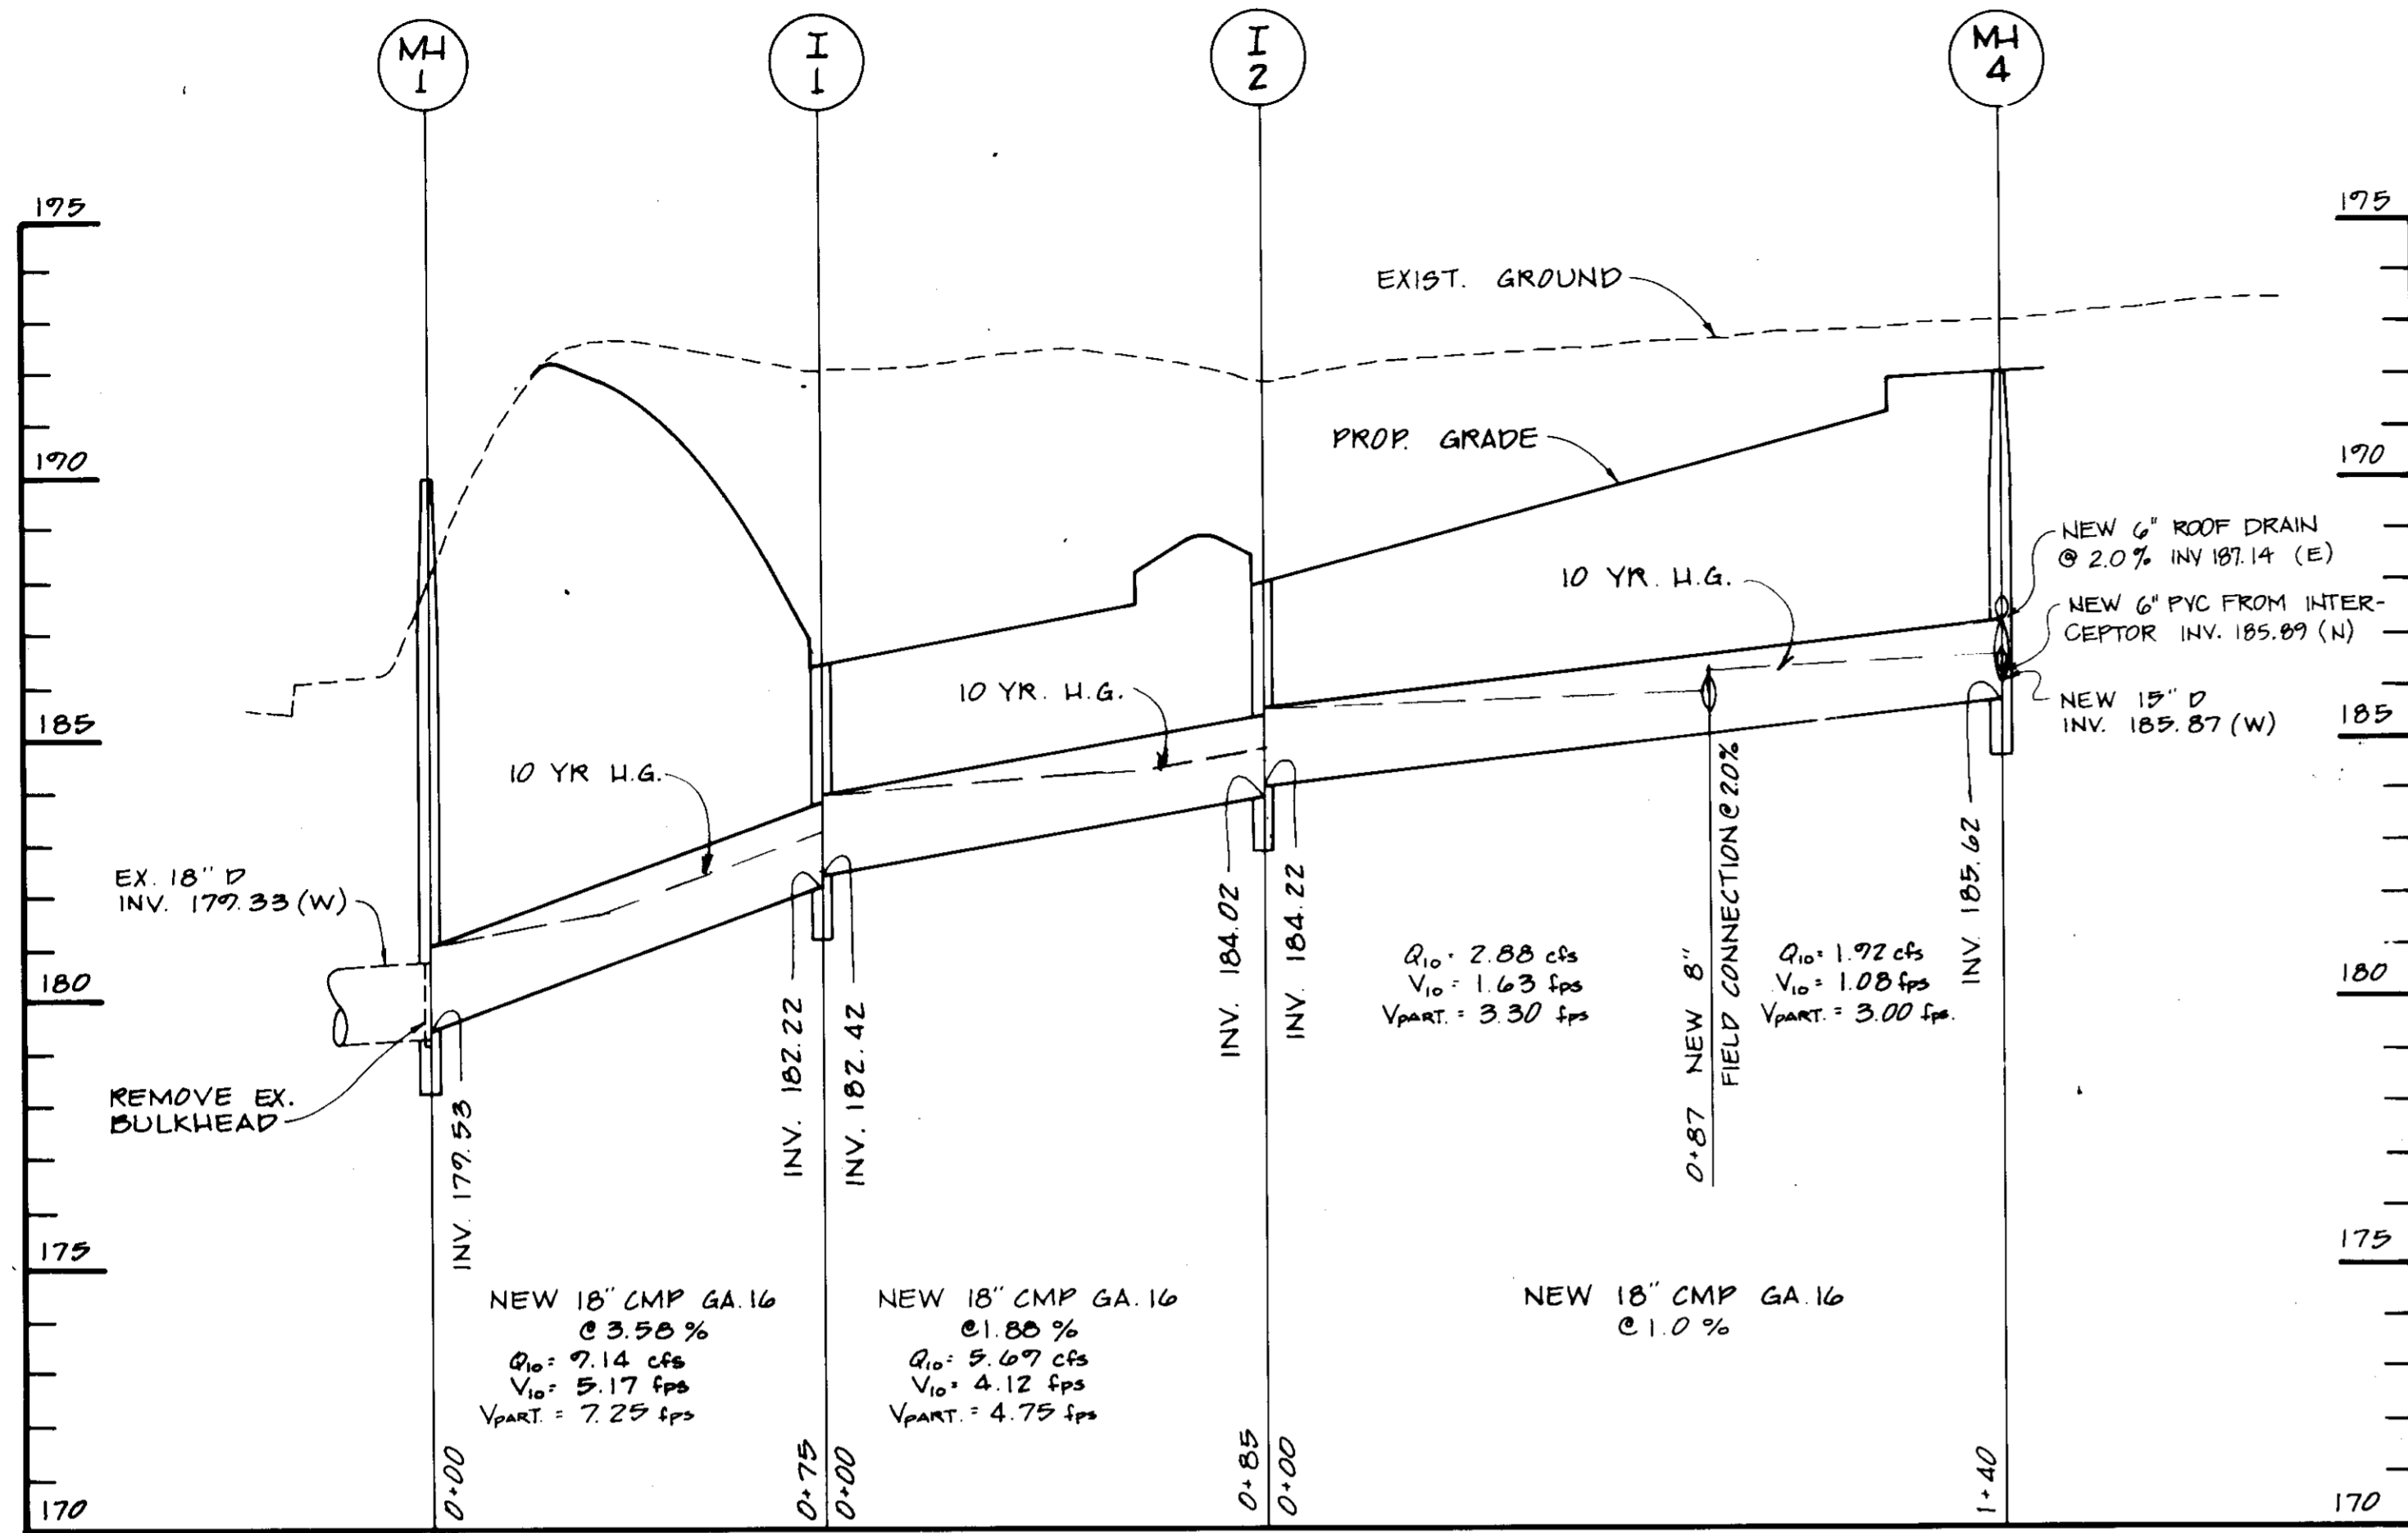 MH
1
I
1
I
2
MH
4
195
195
EXIST. GROUND
PROP. GRADE
190
190
NEW 6" ROOF DRAIN
@ 2.0% INV 187.14 (E)
NEW 6" PVC FROM INTER-
CEPTOR INV. 185.89 (N)
NEW 15" D
INV. 185.87 (W)
10 YR. H.G.
10 YR. H.G.
10 YR H.G.
185
185
EX. 18" D
INV. 179.33 (W)
180
180
REMOVE EX.
BULKHEAD
INV. 179.53
INV. 182.22
INV. 182.42
INV. 184.02
INV. 184.22
Q10 = 2.88 cfs
V10 = 1.63 fps
VPART. = 3.30 fps
0+87 NEW 8"
FIELD CONNECTION @ 2.0%
Q10 = 1.92 cfs
V10 = 1.08 fps
VPART. = 3.00 fps.
INV. 185.62
175
175
NEW 18" CMP GA. 16
@ 3.58 %
Q10 = 9.14 cfs
V10 = 5.17 fps
VPART. = 7.25 fps
NEW 18" CMP GA. 16
@ 1.88 %
Q10 = 5.69 cfs
V10 = 4.12 fps
VPART. = 4.75 fps
NEW 18" CMP GA. 16
@ 1.0 %
170
170
0+00
0+75
0+00
0+85
0+00
1+40